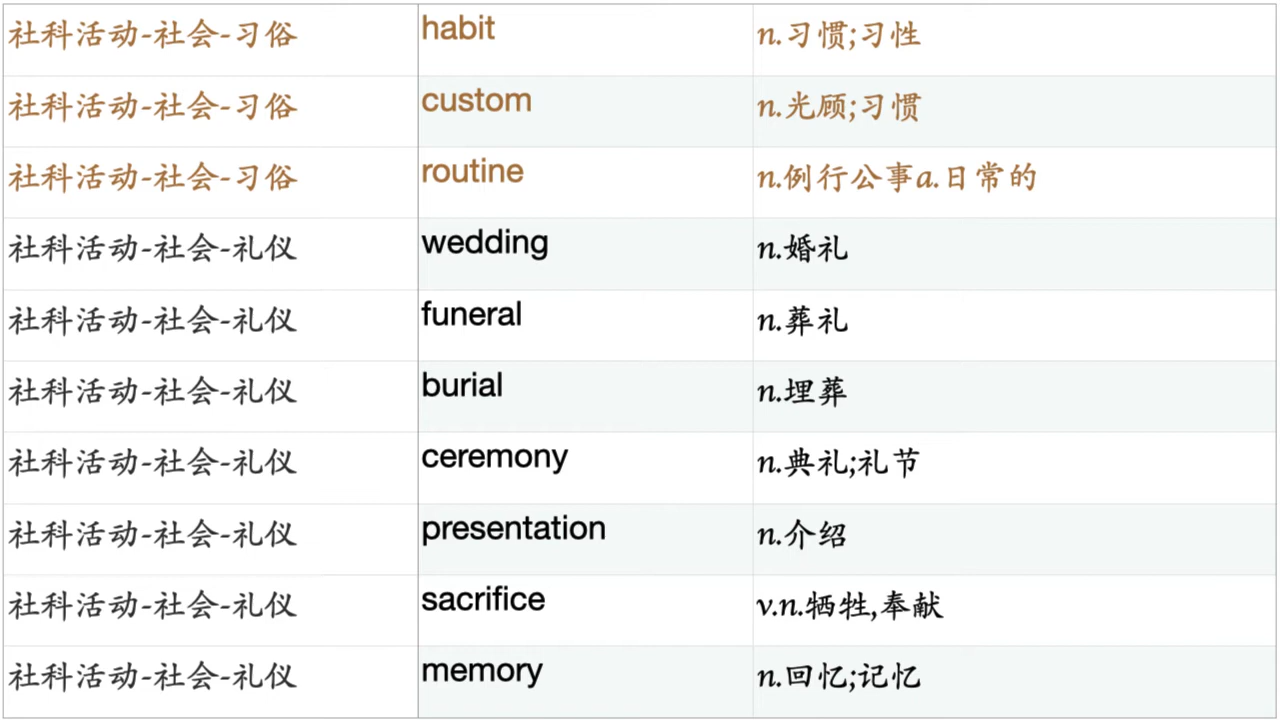 社科活动-社会-习俗 habit n.习惯;习性
社科活动-社会-习俗 custom n.光顾;习惯
社科活动-社会-习俗 routine n.例行公事a.日常的
社科活动-社会-礼仪 wedding n.婚礼
社科活动-社会-礼仪 funeral n.葬礼
社科活动-社会-礼仪 burial n.埋葬
社科活动-社会-礼仪 ceremony n.典礼;礼节
社科活动-社会-礼仪 presentation n.介绍
社科活动-社会-礼仪 sacrifice v.n.牺牲,奉献
社科活动-社会-礼仪 memory n.回忆;记忆